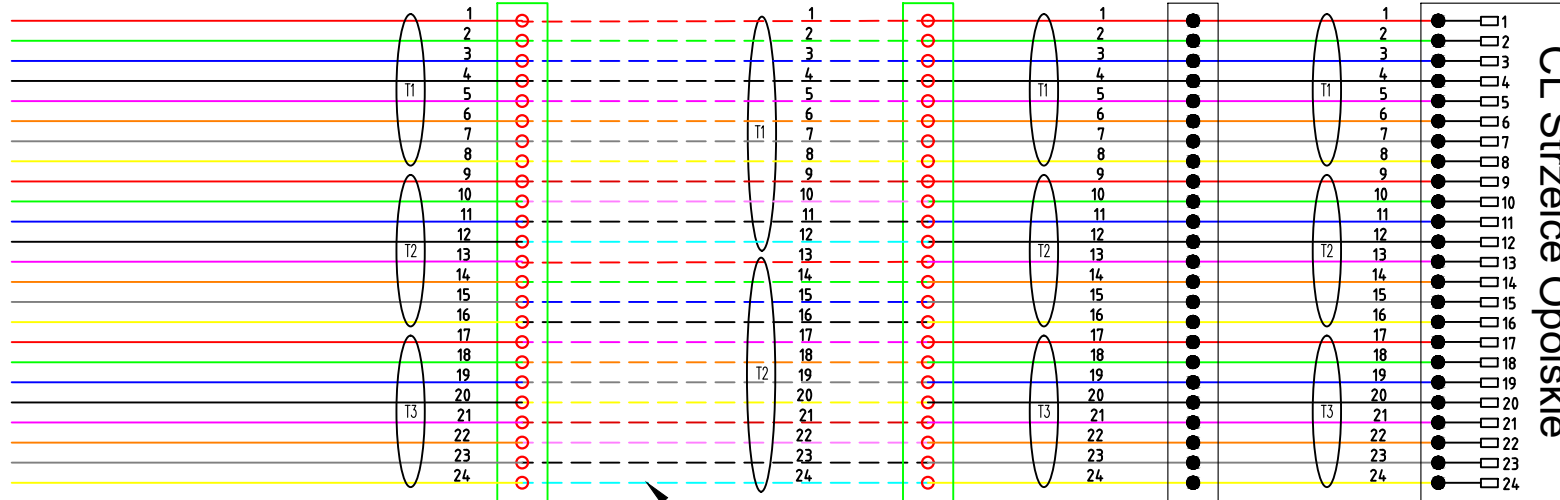 1 1 1 1 1
2 2 2 2 2
3 3 3 3 3
4 4 4 4 4
T1 T1 T1
5 5 5 5 5
6 6 6 6 6
7 T1 7 7 7 7
8 8 8 8 8
9 9 9 9 9
10 10 10 10 10
11 11 11 11 11
12 12 12 12 12
T2 T2 T2
13 13 13 13 13
14 14 14 14 14
15 15 15 15 15
16 16 16 16 16
17 17 17 17 17
18 18 18 18 18
19 T2 19 19 19 19
20 20 20 20 20
T3 T3 T3
21 21 21 21 21
22 22 22 22 22
23 23 23 23 23
24 24 24 24 24
CL Strzelce Opolskie